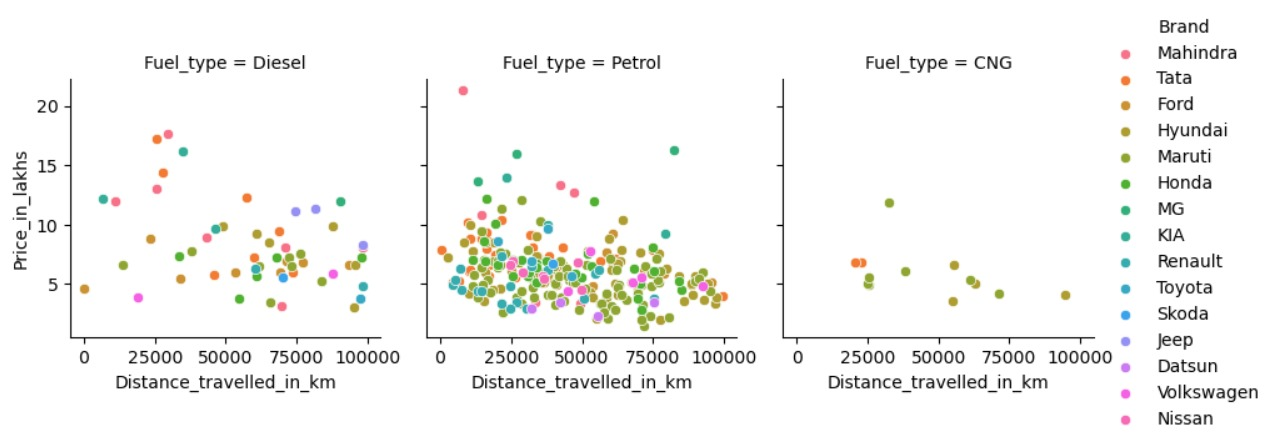 Fuel_type = Diesel
Fuel_type = Petrol
Fuel_type = CNG
Price_in_lakhs
20
15
10
5
0
25000
50000
75000
100000
Distance_travelled_in_km
0
25000
50000
75000
100000
Distance_travelled_in_km
0
25000
50000
75000
100000
Distance_travelled_in_km
Brand
Mahindra
Tata
Ford
Hyundai
Maruti
Honda
MG
KIA
Renault
Toyota
Skoda
Jeep
Datsun
Volkswagen
Nissan